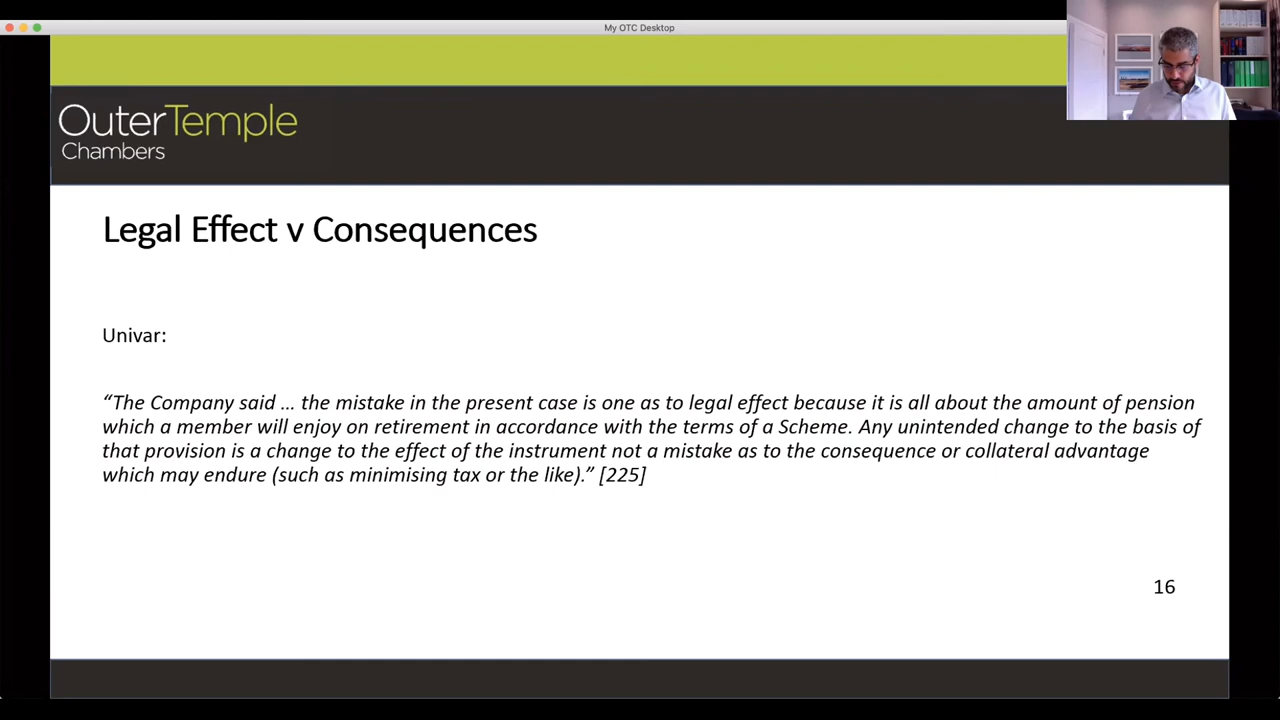 My OTC Desktop
OuterTemple
Chambers
Legal Effect v Consequences
Univar:
“The Company said … the mistake in the present case is one as to legal effect because it is all about the amount of pension
which a member will enjoy on retirement in accordance with the terms of a Scheme. Any unintended change to the basis of
that provision is a change to the effect of the instrument not a mistake as to the consequence or collateral advantage
which may endure (such as minimising tax or the like).” [225]
16